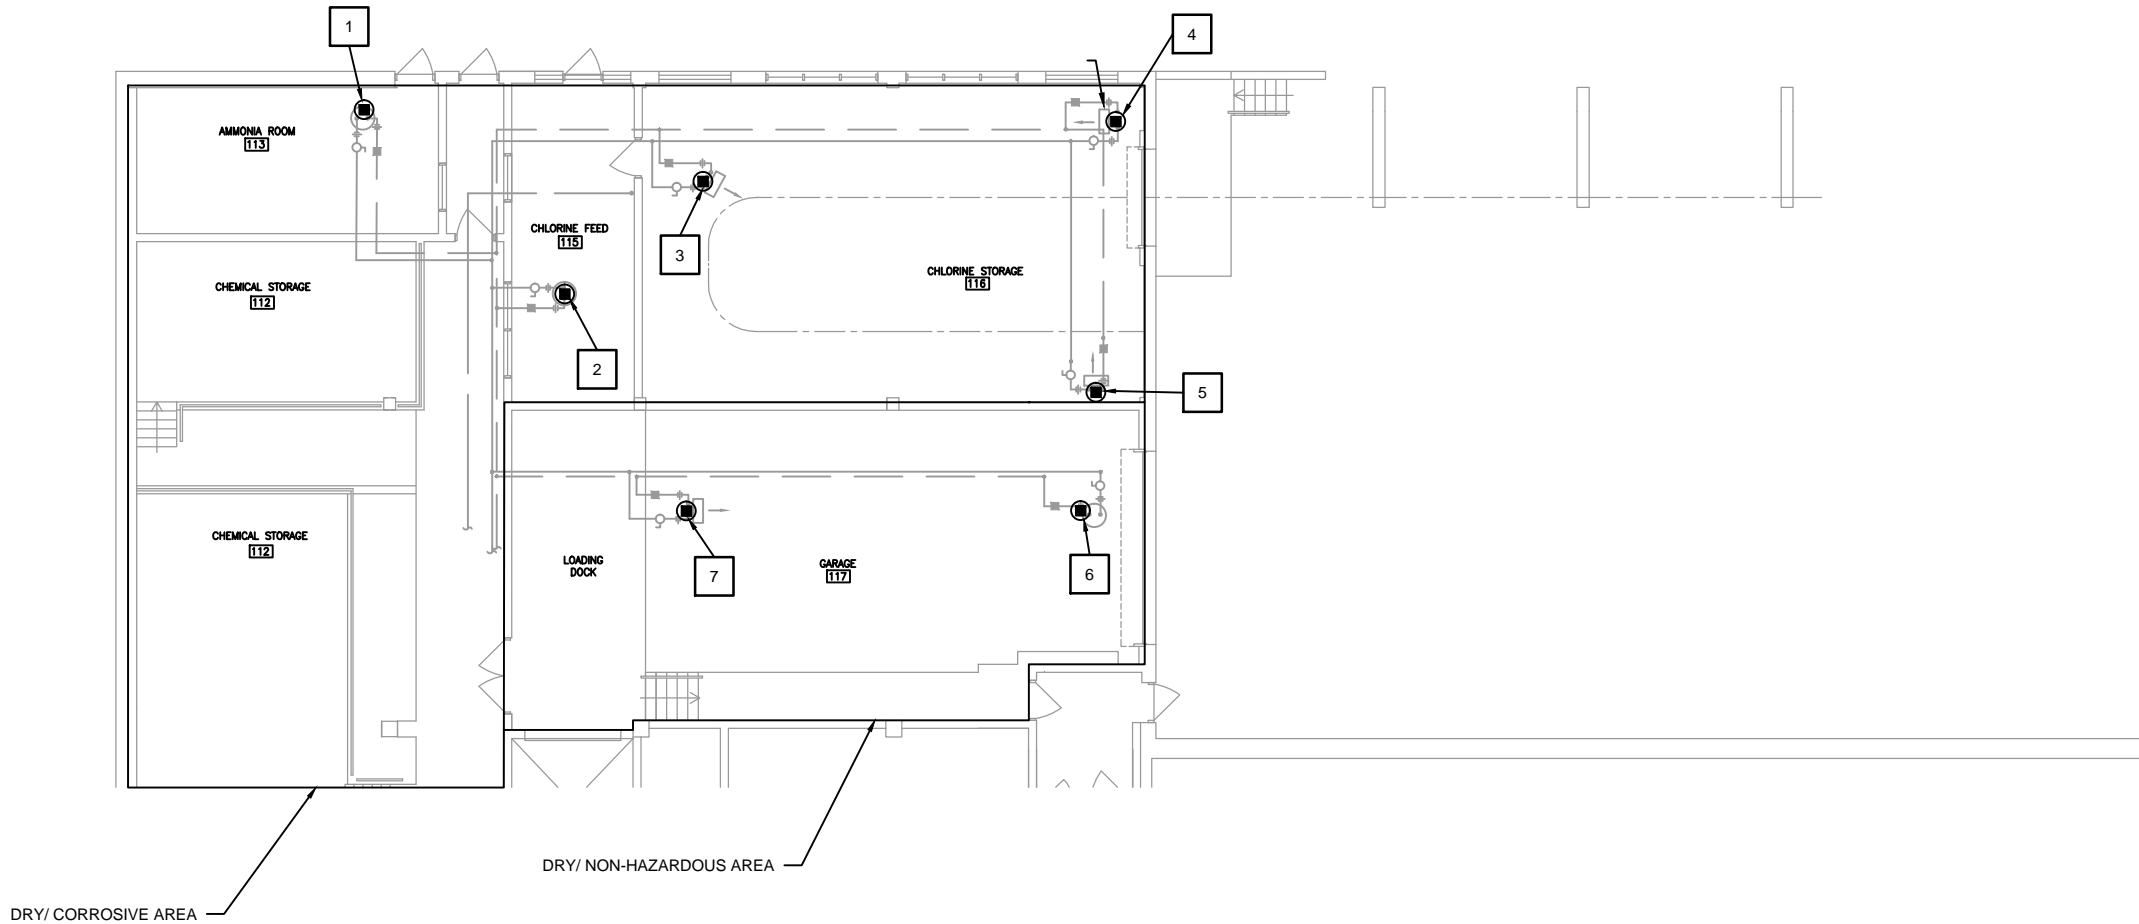 1
4
AMMONIA ROOM
113
CHLORINE FEED
115
3
CHLORINE STORAGE
116
CHEMICAL STORAGE
112
2
5
CHEMICAL STORAGE
112
LOADING
DOCK
7
GARAGE
117
6
DRY/ NON-HAZARDOUS AREA
DRY/ CORROSIVE AREA